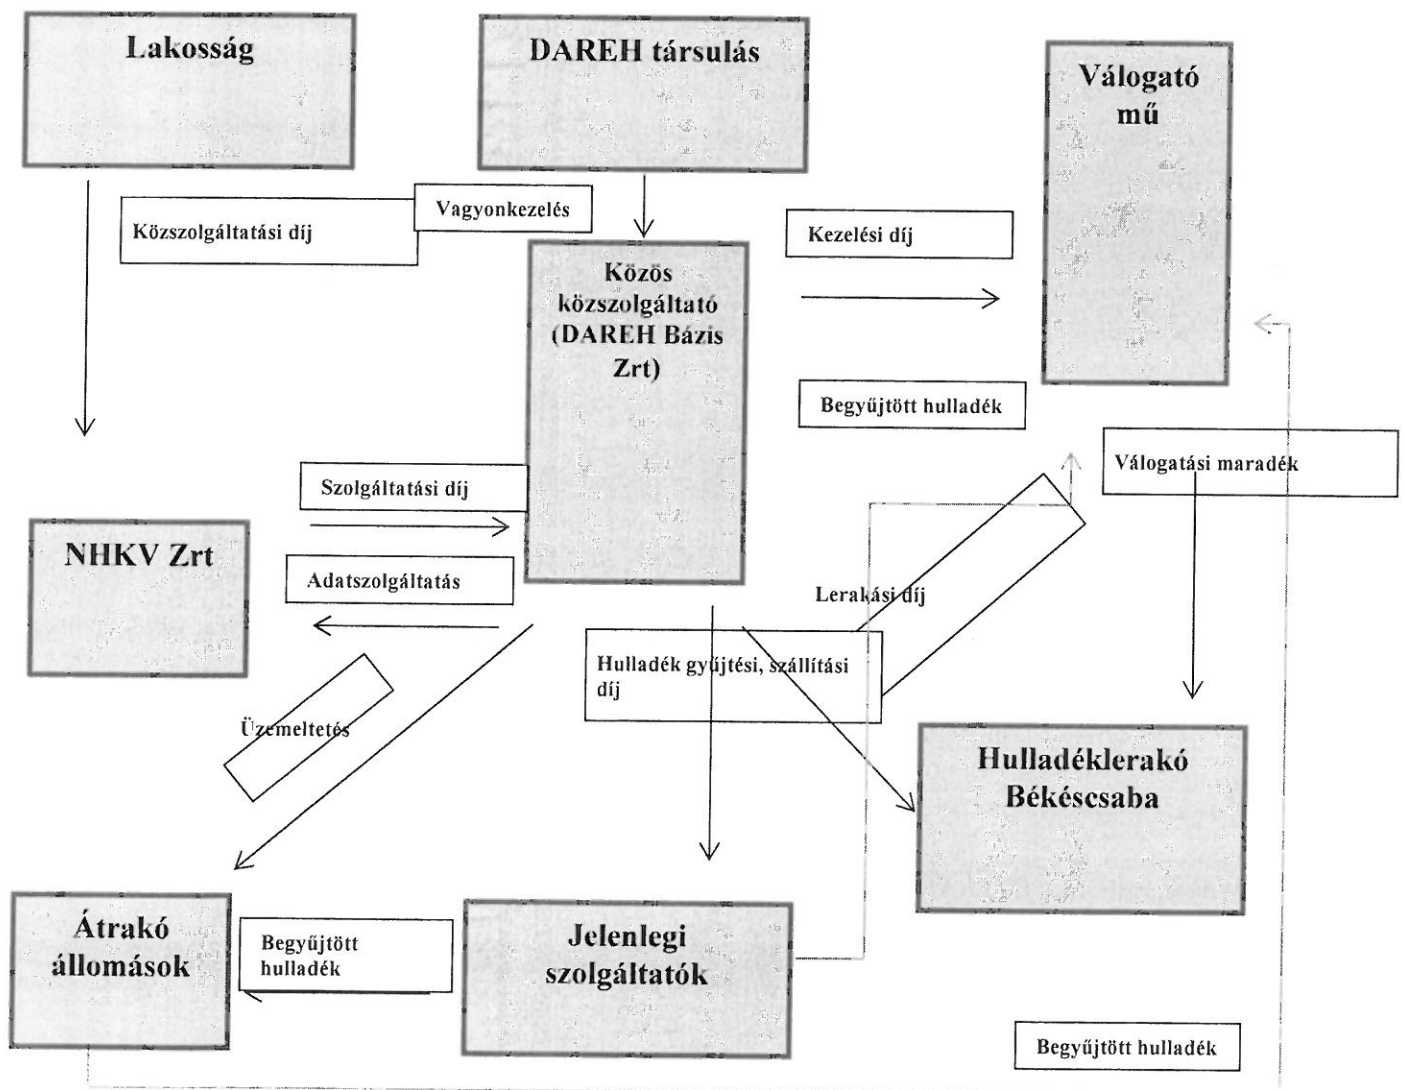 Lakosság
DAREH társulás
Válogató
mű
Közszolgáltatási díj
Vagyonkezelés
Kezelési díj
Közös
közszolgáltató
(DAREH Bázis
Zrt)
Begyűjtött hulladék
Válogatási maradék
Szolgáltatási díj
NHKV Zrt
Adatszolgáltatás
Lerakási díj
Hulladék gyűjtési, szállítási
díj
Üzemeltetés
Hulladéklerakó
Békéscsaba
Átrakó
állomások
Begyűjtött
hulladék
Jelenlegi
szolgáltatók
Begyűjtött hulladék